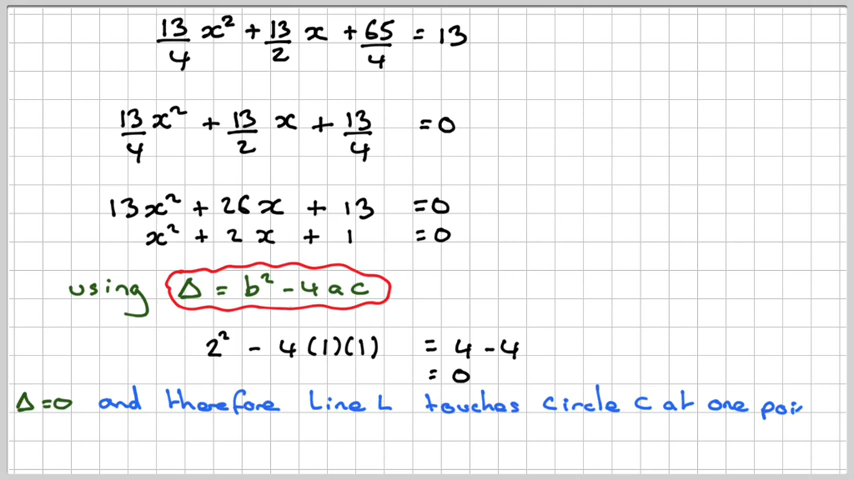 13/4 x² + 13/2 x + 65/4 = 13
13/4 x² + 13/2 x + 13/4 = 0
13x² + 26x + 13 = 0
x² + 2x + 1 = 0
using Δ = b² - 4ac
2² - 4(1)(1) = 4 - 4
= 0
Δ=0 and therefore Line L touches circle C at one poi